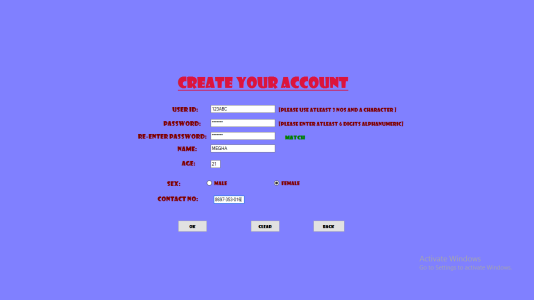 CREATE YOUR ACCOUNT
USER ID: 123ABC [PLEASE USE ATLEAST 3 NOS AND A CHARACTER ]
PASSWORD: ******* [PLEASE ENTER ATLEAST 6 DIGITS ALPHANUMERIC]
RE-ENTER PASSWORD: ******* MATCH
NAME: MEGHA
AGE: 21
SEX: MALE FEMALE
CONTACT NO:
OK CLEAR BACK
Activate Windows
Go to Settings to activate Windows.